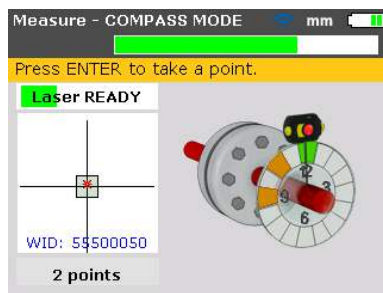 Measure - COMPASS MODE mm
Press ENTER to take a point.
Laser READY
12
3
9
6
WID: 55500050
2 points